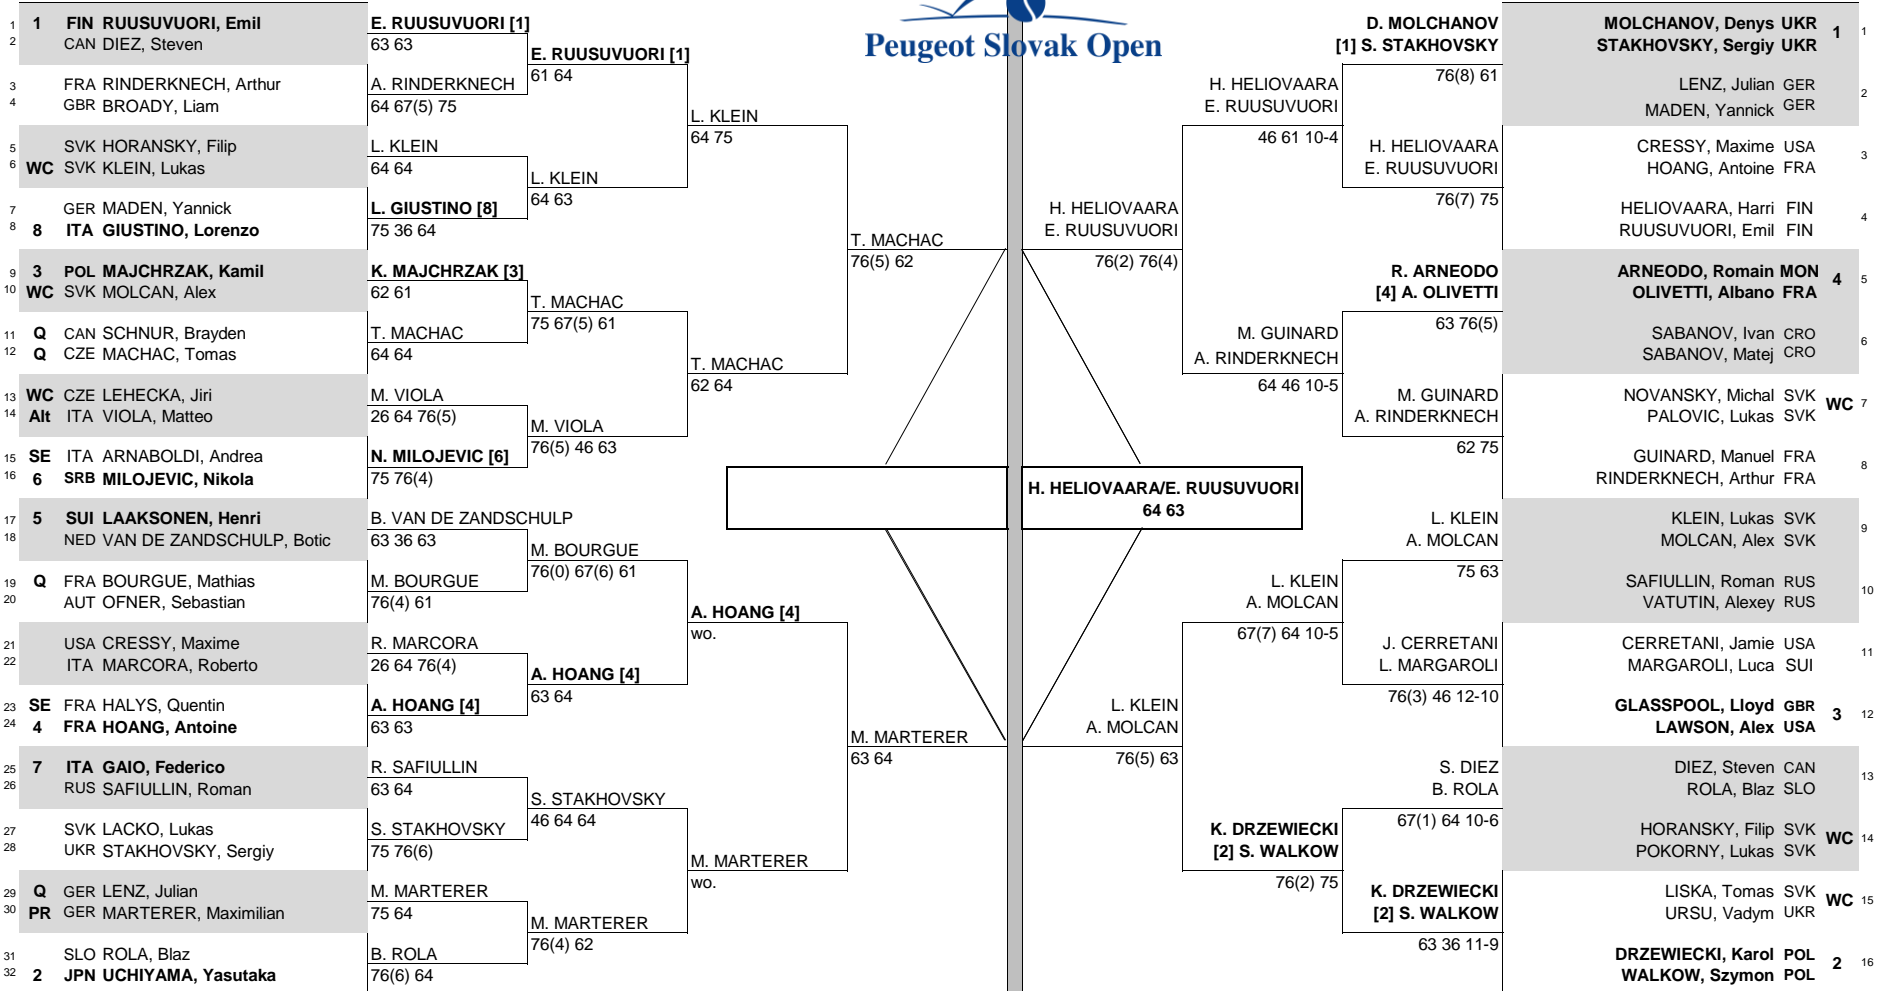 Peugeot Slovak Open
1 1 FIN RUUSUVUORI, Emil
2 CAN DIEZ, Steven
3 FRA RINDERKNECH, Arthur
4 GBR BROADY, Liam
5 SVK HORANSKY, Filip
6 WC SVK KLEIN, Lukas
7 GER MADEN, Yannick
8 8 ITA GIUSTINO, Lorenzo
9 3 POL MAJCHRZAK, Kamil
10 WC SVK MOLCAN, Alex
11 Q CAN SCHNUR, Brayden
12 Q CZE MACHAC, Tomas
13 WC CZE LEHECKA, Jiri
14 Alt ITA VIOLA, Matteo
15 SE ITA ARNABOLDI, Andrea
16 6 SRB MILOJEVIC, Nikola
17 5 SUI LAAKSONEN, Henri
18 NED VAN DE ZANDSCHULP, Botic
19 Q FRA BOURGUE, Mathias
20 AUT OFNER, Sebastian
21 USA CRESSY, Maxime
22 ITA MARCORA, Roberto
23 SE FRA HALYS, Quentin
24 4 FRA HOANG, Antoine
25 7 ITA GAIO, Federico
26 RUS SAFIULLIN, Roman
27 SVK LACKO, Lukas
28 UKR STAKHOVSKY, Sergiy
29 Q GER LENZ, Julian
30 PR GER MARTERER, Maximilian
31 SLO ROLA, Blaz
32 2 JPN UCHIYAMA, Yasutaka
E. RUUSUVUORI [1]
63 63
A. RINDERKNECH
64 67(5) 75
L. KLEIN
64 64
L. GIUSTINO [8]
75 36 64
K. MAJCHRZAK [3]
62 61
T. MACHAC
64 64
M. VIOLA
26 64 76(5)
N. MILOJEVIC [6]
75 76(4)
B. VAN DE ZANDSCHULP
63 36 63
M. BOURGUE
76(4) 61
R. MARCORA
26 64 76(4)
A. HOANG [4]
63 63
R. SAFIULLIN
63 64
S. STAKHOVSKY
75 76(6)
M. MARTERER
75 64
B. ROLA
76(6) 64
E. RUUSUVUORI [1]
61 64
L. KLEIN
64 63
T. MACHAC
75 67(5) 61
M. VIOLA
76(5) 46 63
M. BOURGUE
76(0) 67(6) 61
A. HOANG [4]
63 64
S. STAKHOVSKY
46 64 64
M. MARTERER
76(4) 62
L. KLEIN
64 75
T. MACHAC
62 64
A. HOANG [4]
wo.
M. MARTERER
wo.
T. MACHAC
76(5) 62
M. MARTERER
63 64
H. HELIOVAARA/E. RUUSUVUORI
64 63
H. HELIOVAARA
E. RUUSUVUORI
76(2) 76(4)
L. KLEIN
A. MOLCAN
76(5) 63
H. HELIOVAARA
E. RUUSUVUORI
46 61 10-4
M. GUINARD
A. RINDERKNECH
64 46 10-5
L. KLEIN
A. MOLCAN
67(7) 64 10-5
K. DRZEWIECKI
[2] S. WALKOW
76(2) 75
D. MOLCHANOV
[1] S. STAKHOVSKY
76(8) 61
H. HELIOVAARA
E. RUUSUVUORI
76(7) 75
R. ARNEODO
[4] A. OLIVETTI
63 76(5)
M. GUINARD
A. RINDERKNECH
62 75
L. KLEIN
A. MOLCAN
75 63
J. CERRETANI
L. MARGAROLI
76(3) 46 12-10
S. DIEZ
B. ROLA
67(1) 64 10-6
K. DRZEWIECKI
[2] S. WALKOW
63 36 11-9
MOLCHANOV, Denys UKR 1 1
STAKHOVSKY, Sergiy UKR
LENZ, Julian GER 2
MADEN, Yannick GER
CRESSY, Maxime USA 3
HOANG, Antoine FRA
HELIOVAARA, Harri FIN 4
RUUSUVUORI, Emil FIN
ARNEODO, Romain MON 4 5
OLIVETTI, Albano FRA
SABANOV, Ivan CRO 6
SABANOV, Matej CRO
NOVANSKY, Michal SVK WC 7
PALOVIC, Lukas SVK
GUINARD, Manuel FRA 8
RINDERKNECH, Arthur FRA
KLEIN, Lukas SVK 9
MOLCAN, Alex SVK
SAFIULLIN, Roman RUS 10
VATUTIN, Alexey RUS
CERRETANI, Jamie USA 11
MARGAROLI, Luca SUI
GLASSPOOL, Lloyd GBR 3 12
LAWSON, Alex USA
DIEZ, Steven CAN 13
ROLA, Blaz SLO
HORANSKY, Filip SVK WC 14
POKORNY, Lukas SVK
LISKA, Tomas SVK WC 15
URSU, Vadym UKR
DRZEWIECKI, Karol POL 2 16
WALKOW, Szymon POL